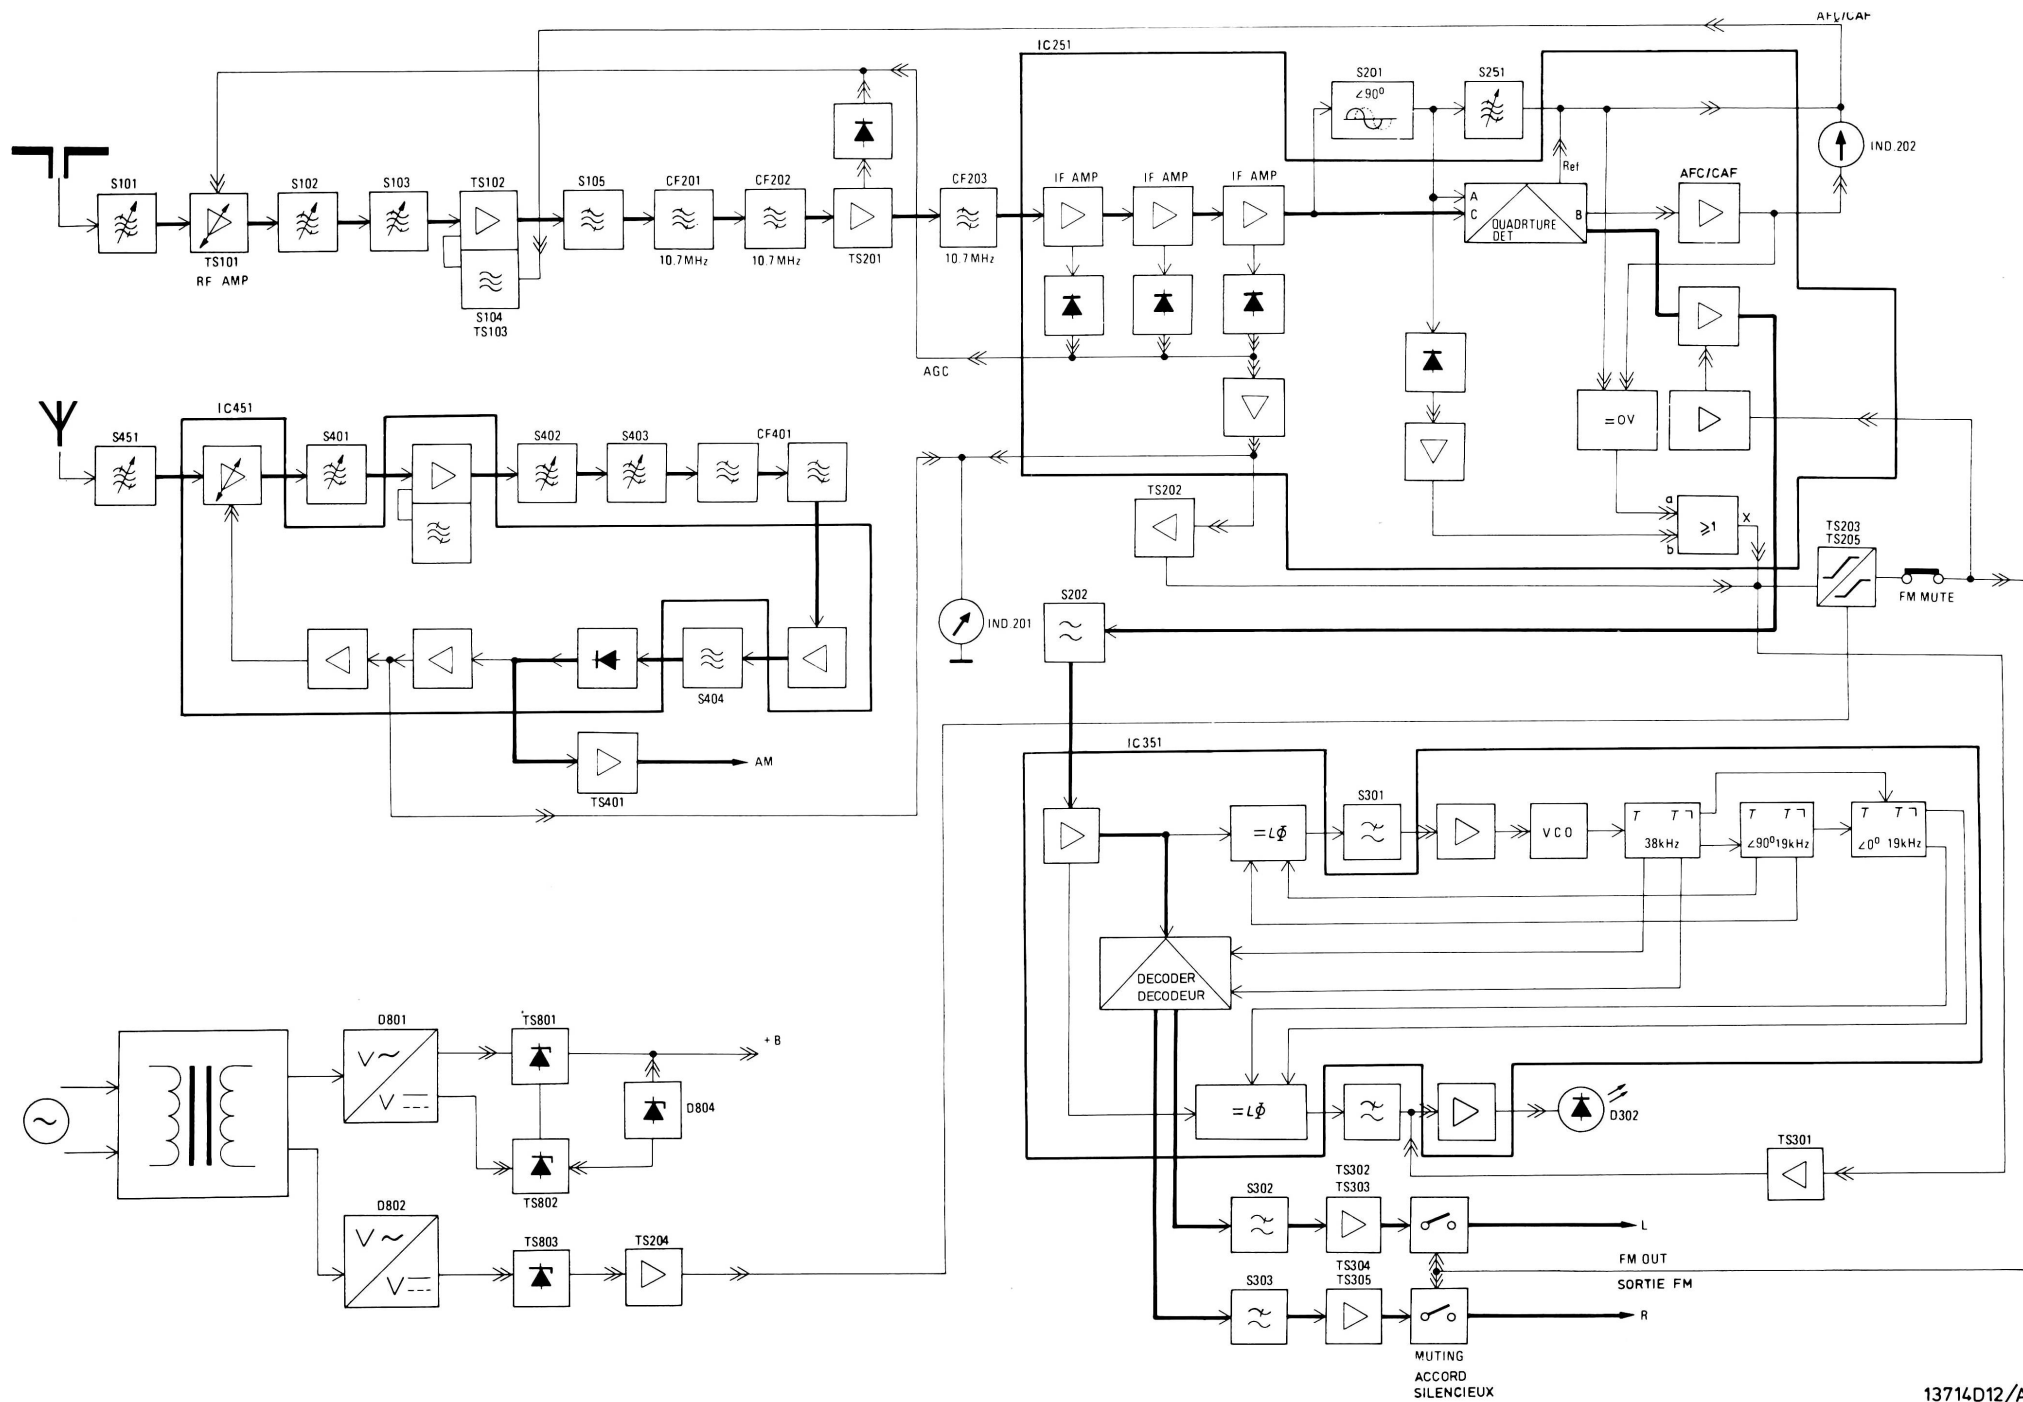 AFC/CAF
IC251
S201
∠90°
S251
IND.202
Ref
S101
S102
S103
TS102
S105
CF201
CF202
CF203
IF AMP
IF AMP
IF AMP
AFC/CAF
A
C
B
QUADRTURE
DET
TS101
RF AMP
10.7MHz
10.7MHz
TS201
10.7MHz
S104
TS103
AGC
=0V
IC451
S451
S401
S402
S403
CF401
TS202
a
b
≥1
X
TS203
TS205
FM MUTE
S202
IND.201
S404
TS401
AM
IC351
S301
=∠Φ
VCO
T T ㄱ
38kHz
T T ㄱ
∠90°19kHz
T T ㄱ
∠0° 19kHz
DECODER
DECODEUR
=∠Φ
D302
TS301
D801
V~
V
TS801
+B
D804
TS802
D802
V~
V
TS803
TS204
S302
TS302
TS303
L
FM OUT
SORTIE FM
S303
TS304
TS305
R
MUTING
ACCORD
SILENCIEUX
13714D12/A